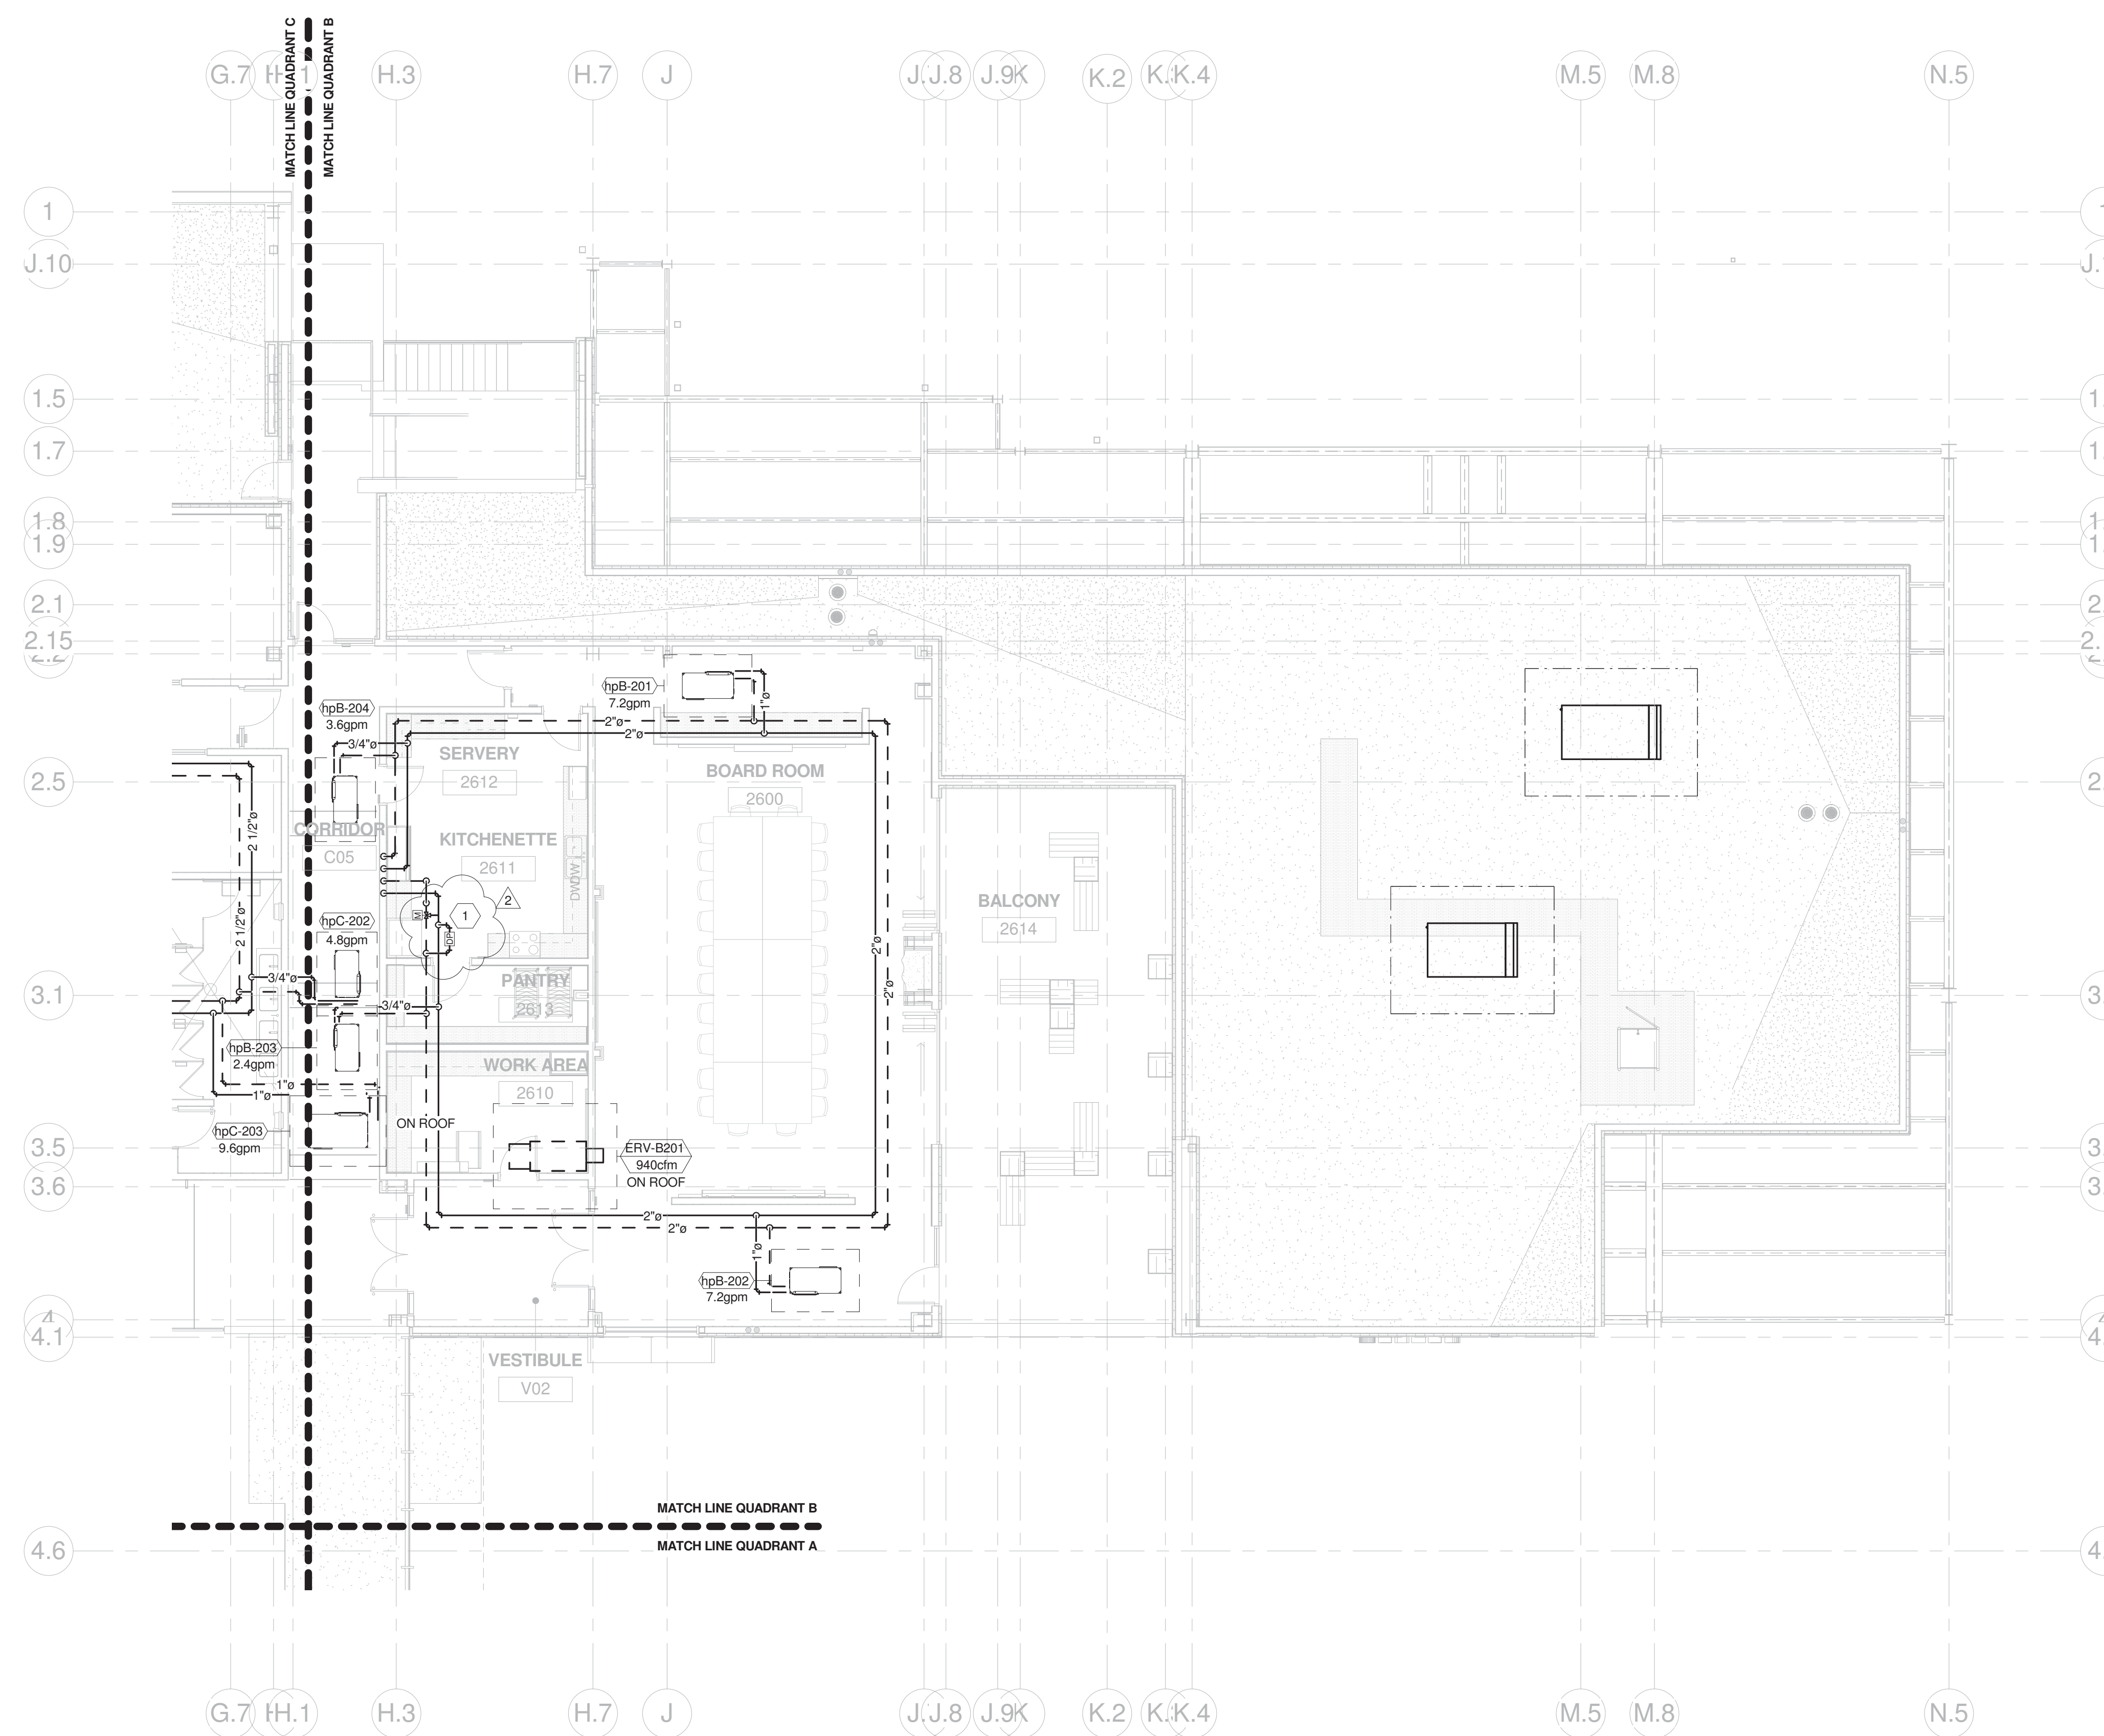 MATCH LINE QUADRANT C
MATCH LINE QUADRANT B
G.7
H.3
H.7
J
J.8
J.9
K
K.2
K.4
M.5
M.8
N.5
1
J.10
1.5
1.7
1.8
1.9
2.1
2.15
2.2
2.5
3.1
3.5
3.6
4
4.1
4.6
hpB-201
7.2gpm
1"ø
hpB-204
3.6gpm
3/4"ø
2"ø
2"ø
SERVERY
2612
BOARD ROOM
2600
2 1/2"ø
CORRIDOR
C05
KITCHENETTE
2611
DW
DW
2
M
1
DP
BALCONY
2614
hpC-202
4.8gpm
2 1/2"ø
2"ø
2"ø
3/4"ø
3/4"ø
PANTRY
2613
hpB-203
2.4gpm
WORK AREA
2610
1"ø
1"ø
ON ROOF
hpC-203
9.6gpm
ERV-B201
940cfm
ON ROOF
2"ø
2"ø
1"ø
hpB-202
7.2gpm
VESTIBULE
V02
MATCH LINE QUADRANT B
MATCH LINE QUADRANT A
G.7
H.1
H.3
H.7
J
J.8
J.9
K
K.2
K.4
M.5
M.8
N.5